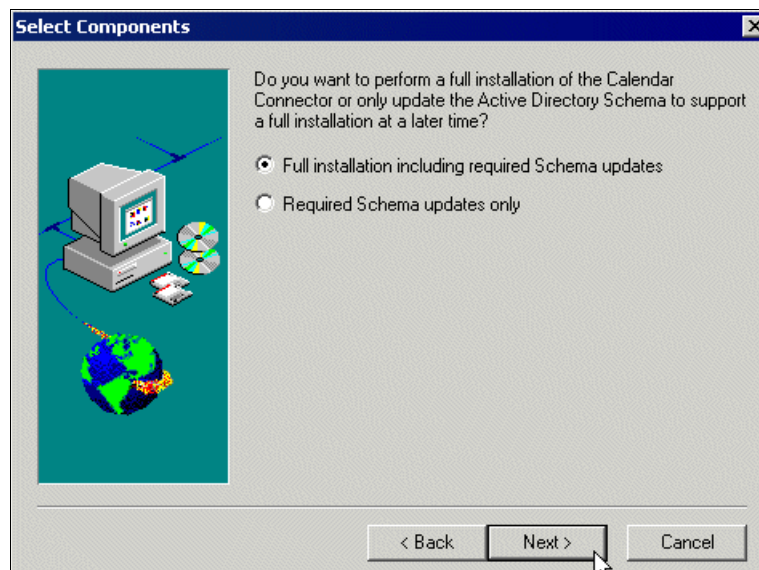 Select Components
Do you want to perform a full installation of the Calendar
Connector or only update the Active Directory Schema to support
a full installation at a later time?
Full installation including required Schema updates
Required Schema updates only
< Back
Next >
Cancel